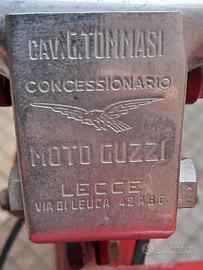 CAV. G. TOMMASI
CONCESSIONARIO
MOTO GUZZI
LECCE
VIA DI LEUCA 42 A.B.C.